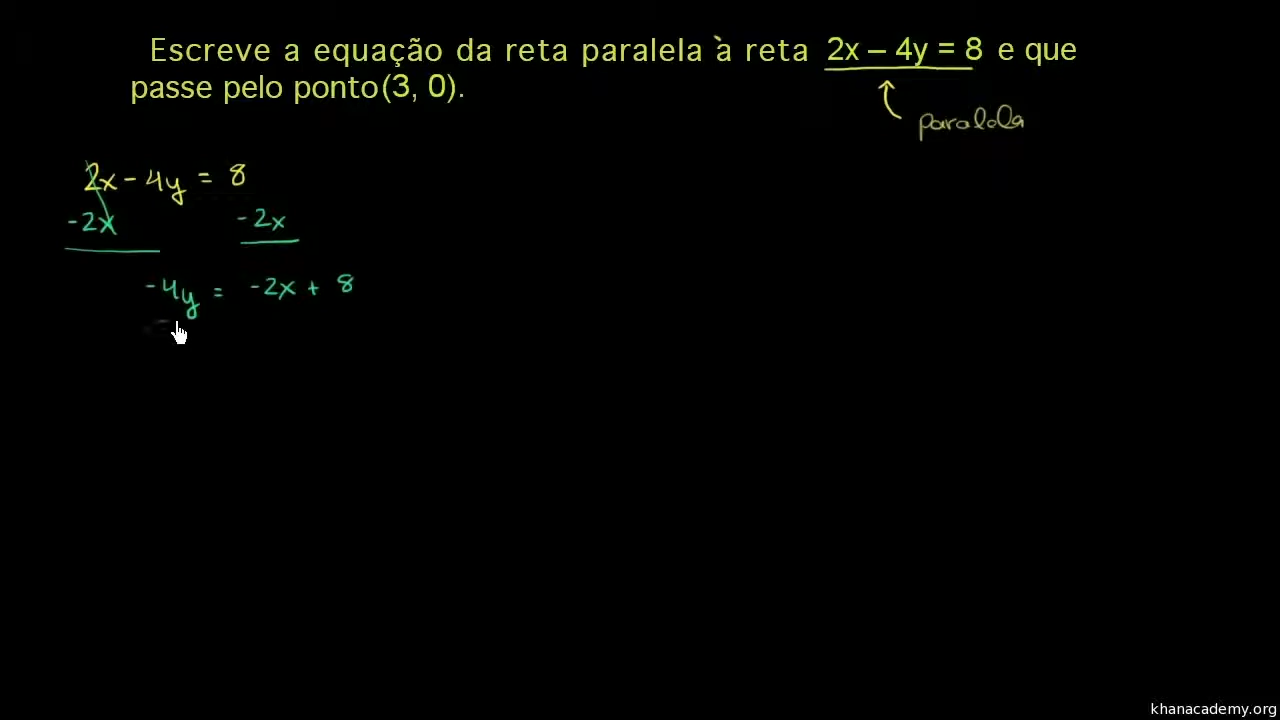 Escreve a equação da reta paralela à reta 2x – 4y = 8 e que
passe pelo ponto(3, 0).
paralela
2x - 4y = 8
-2x -2x
-4y = -2x + 8
khanacademy.org